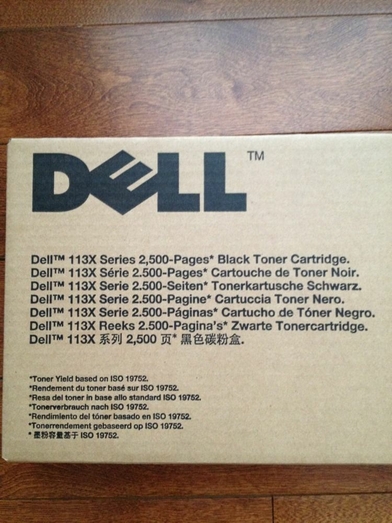 DELL™
Dell™ 113X Series 2,500-Pages* Black Toner Cartridge.
Dell™ 113X Série 2.500-Pages* Cartouche de Toner Noir.
Dell™ 113X Serie 2.500-Seiten* Tonerkartusche Schwarz.
Dell™ 113X Serie 2.500-Pagine* Cartuccia Toner Nero.
Dell™ 113X Serie 2.500-Páginas* Cartucho de Tóner Negro.
Dell™ 113X Reeks 2.500-Pagina's* Zwarte Tonercartridge.
Dell™ 113X 系列 2,500 页* 黑色碳粉盒.
*Toner Yield based on ISO 19752.
*Rendement du toner basé sur ISO 19752.
*Resa del toner in base allo standard ISO 19752.
*Tonerverbrauch nach ISO 19752.
*Rendimiento del tóner basado en ISO 19752.
*Tonerrendement gebaseerd op ISO 19752.
* 墨粉容量基于 ISO 19752.